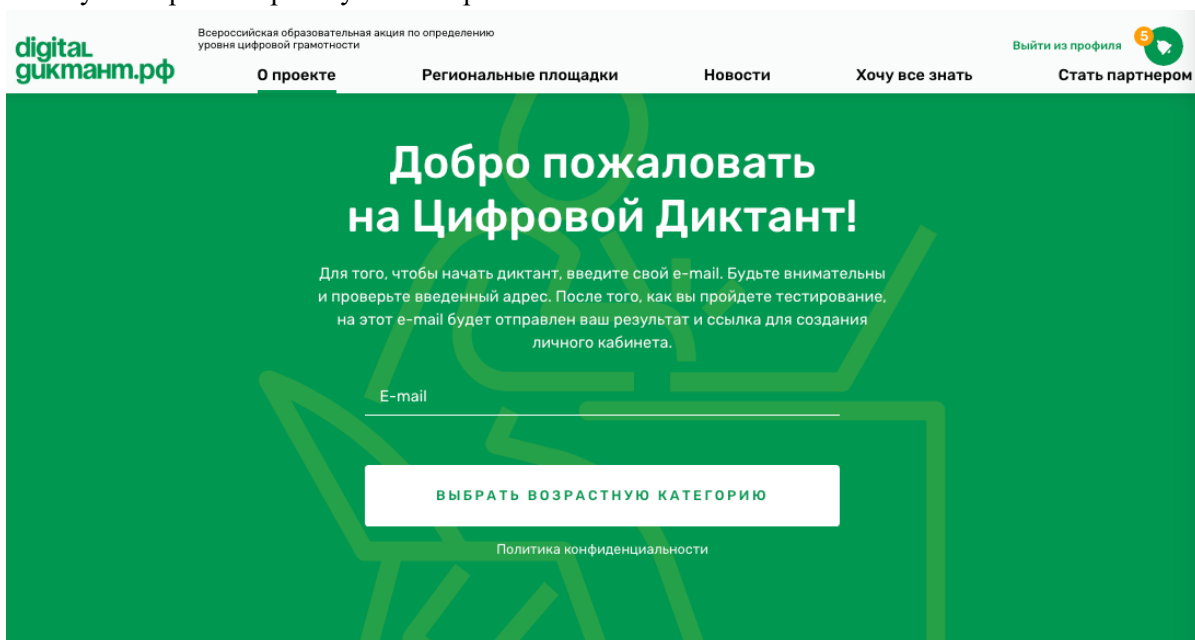 digital
диктант.рф
Всероссийская образовательная акция по определению
уровня цифровой грамотности
Выйти из профиля
5
О проекте
Региональные площадки
Новости
Хочу все знать
Стать партнером
Добро пожаловать
на Цифровой Диктант!
Для того, чтобы начать диктант, введите свой e-mail. Будьте внимательны
и проверьте введенный адрес. После того, как вы пройдете тестирование,
на этот e-mail будет отправлен ваш результат и ссылка для создания
личного кабинета.
E-mail
ВЫБРАТЬ ВОЗРАСТНУЮ КАТЕГОРИЮ
Политика конфиденциальности